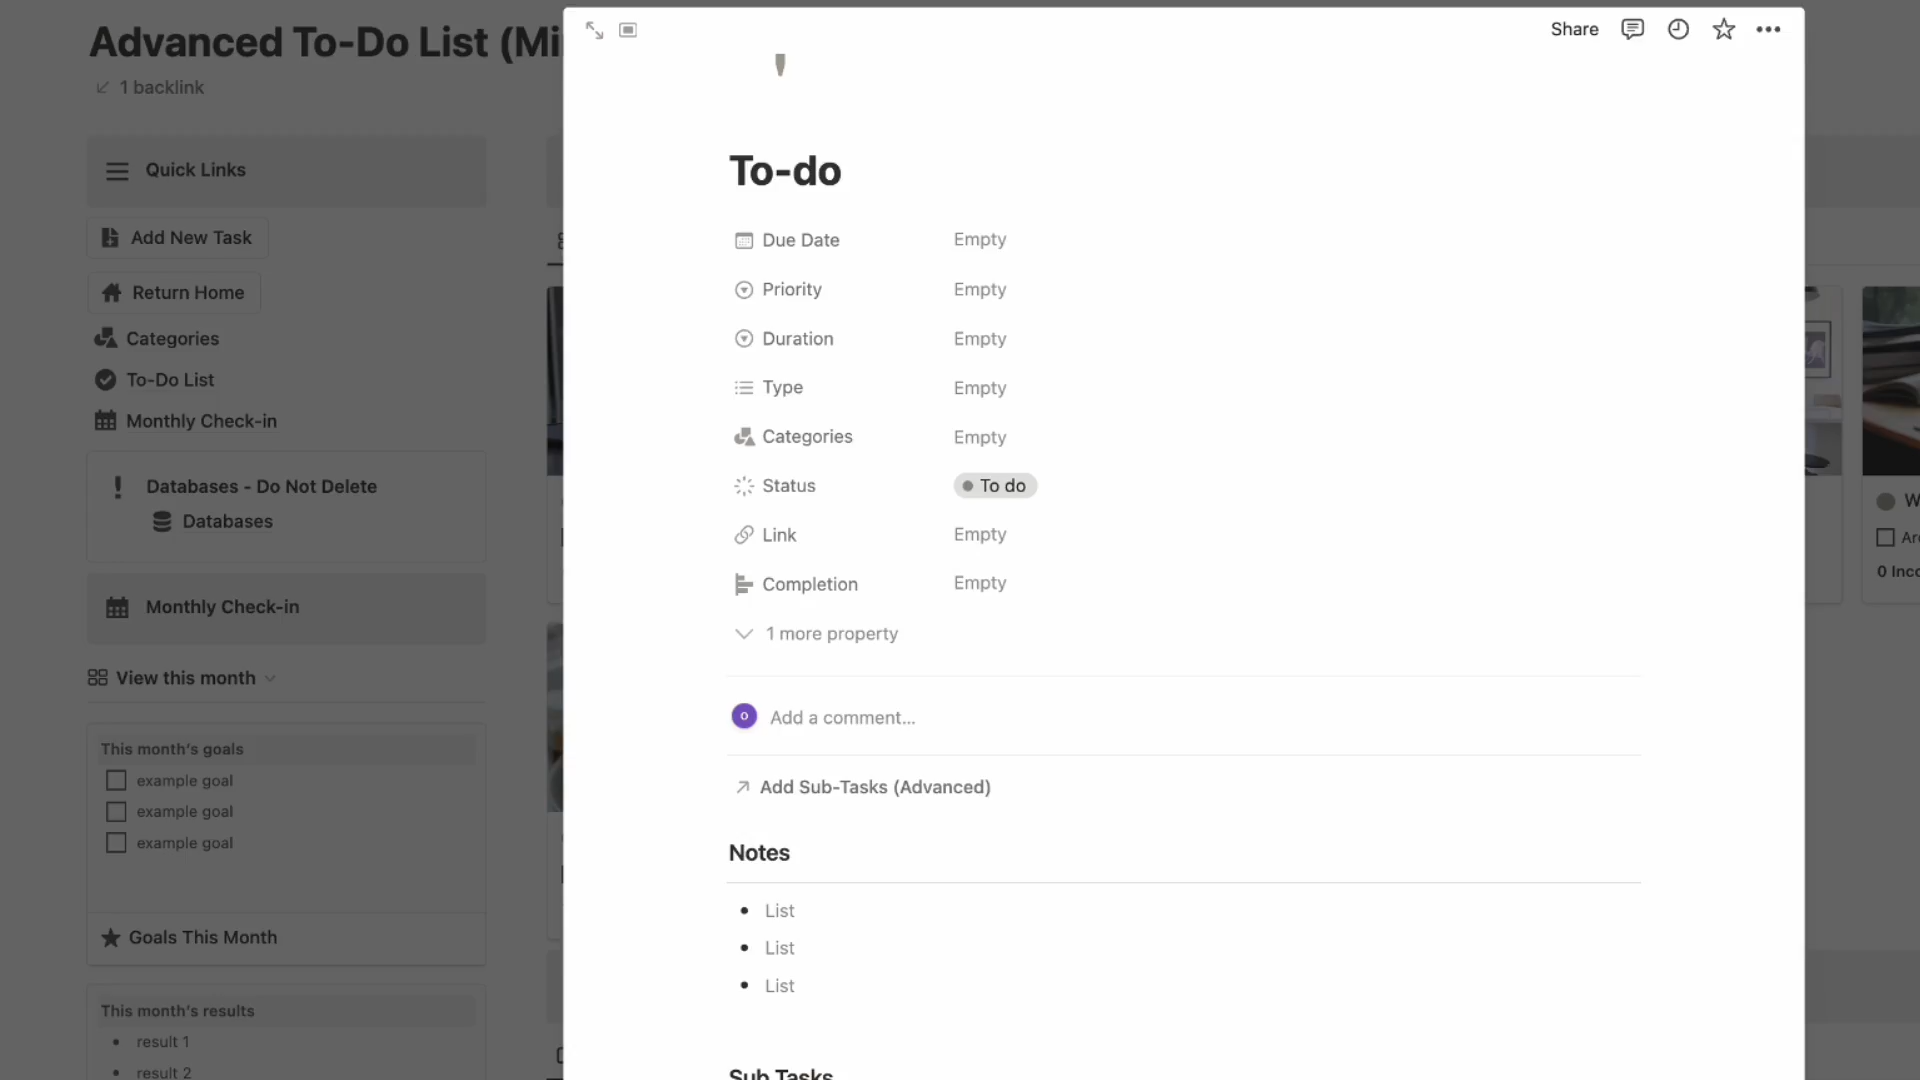 Advanced To-Do List (Mi
1 backlink
Quick Links
Add New Task
Return Home
Categories
To-Do List
Monthly Check-in
Databases - Do Not Delete
Databases
Monthly Check-in
View this month
This month's goals
example goal
example goal
example goal
Goals This Month
This month's results
result 1
result 2
Share
To-do
Due Date Empty
Priority Empty
Duration Empty
Type Empty
Categories Empty
Status To do
Link Empty
Completion Empty
1 more property
O Add a comment...
Add Sub-Tasks (Advanced)
Notes
List
List
List
Sub Tasks
W
Arc
0 Inco